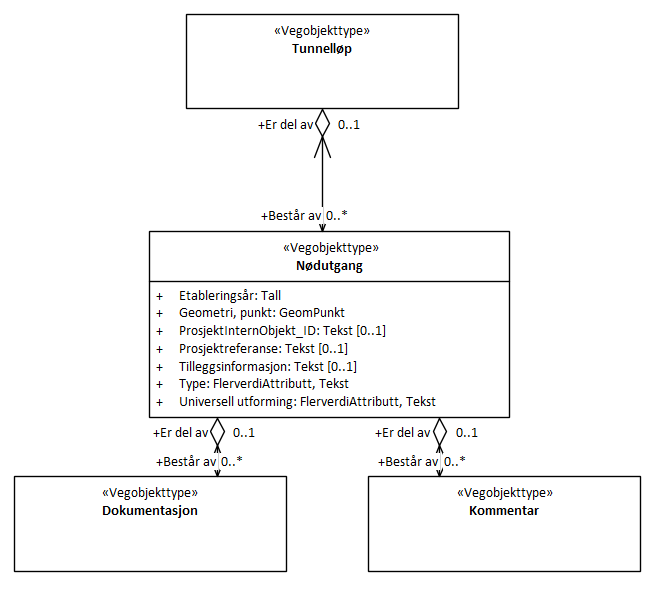 «Vegobjekttype»
Tunnelløp
+Er del av 0..1
+Består av 0..*
«Vegobjekttype»
Nødutgang
+ Etableringsår: Tall
+ Geometri, punkt: GeomPunkt
+ ProsjektInternObjekt_ID: Tekst [0..1]
+ Prosjektreferanse: Tekst [0..1]
+ Tilleggsinformasjon: Tekst [0..1]
+ Type: FlerverdiAttributt, Tekst
+ Universell utforming: FlerverdiAttributt, Tekst
+Er del av 0..1
+Består av 0..*
«Vegobjekttype»
Dokumentasjon
+Er del av 0..1
+Består av 0..*
«Vegobjekttype»
Kommentar